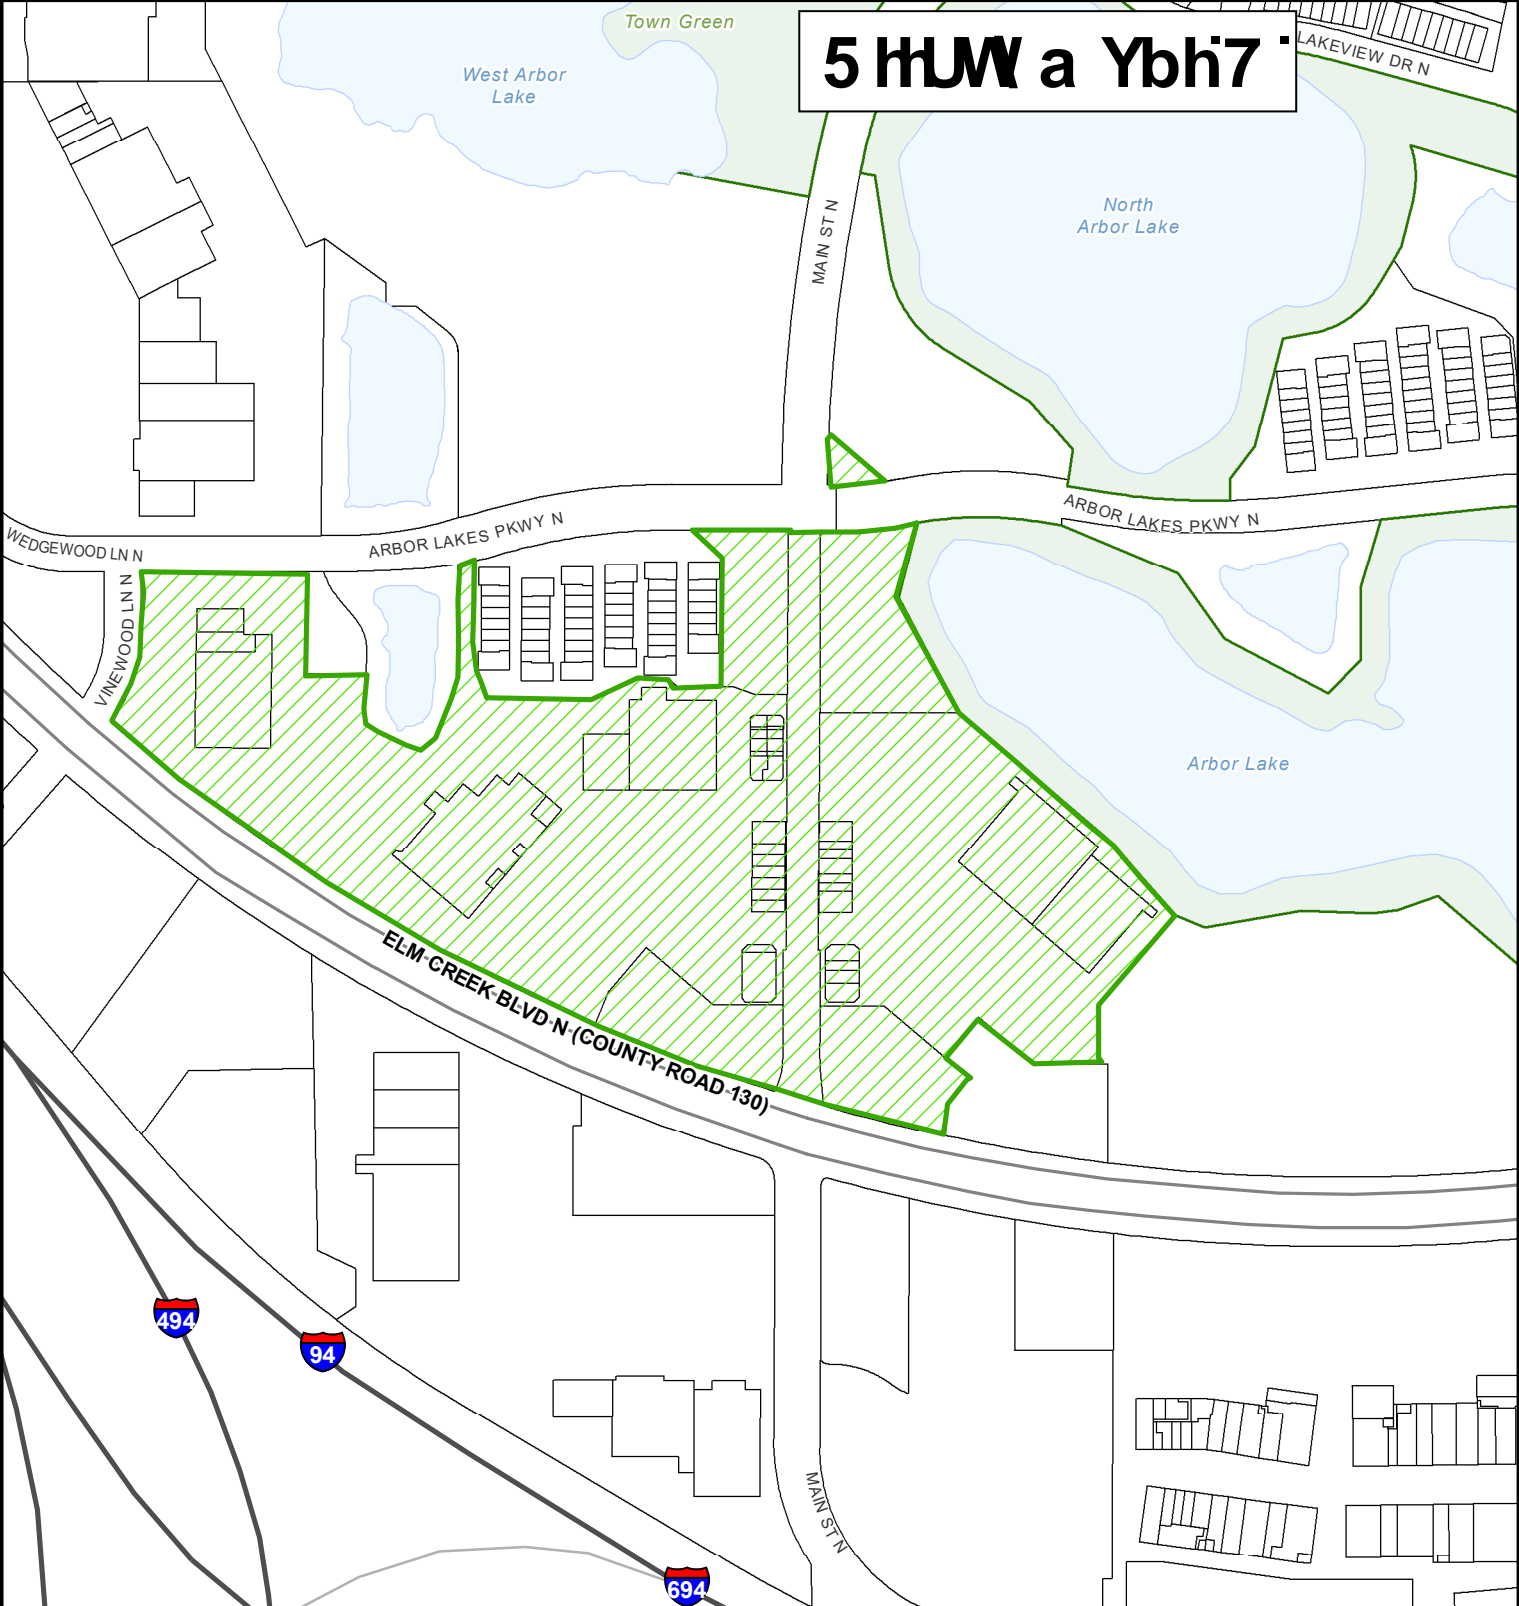 Town Green
West Arbor
Lake
LAKEVIEW DR N
MAIN ST N
North
Arbor Lake
ARBOR LAKES PKWY N
ARBOR LAKES PKWY N
WEDGEWOOD LN N
VINEWOOD LN N
Arbor Lake
ELM CREEK BLVD N (COUNTY ROAD 130)
494
94
MAIN ST N
694